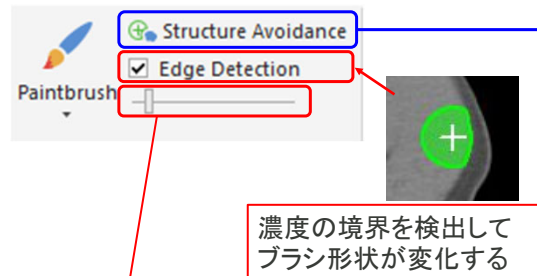 Structure Avoidance
Edge Detection
Paintbrush
濃度の境界を検出して
ブラシ形状が変化する